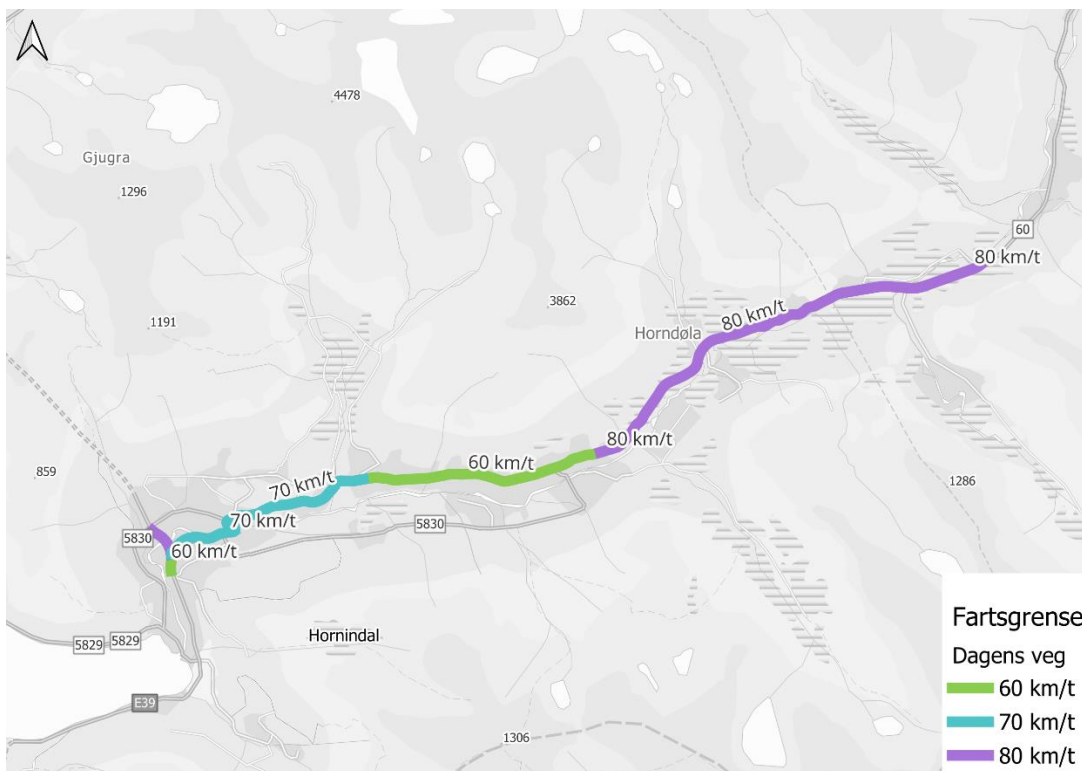 4478
Gjugra
1296
60
80 km/t
3862
80 km/t
1191
Horndøla
80 km/t
60 km/t
859
70 km/t
1286
70 km/t
5830
5830
60 km/t
Hornindal
5829
5829
E39
1306
Fartsgrense
Dagens veg
60 km/t
70 km/t
80 km/t